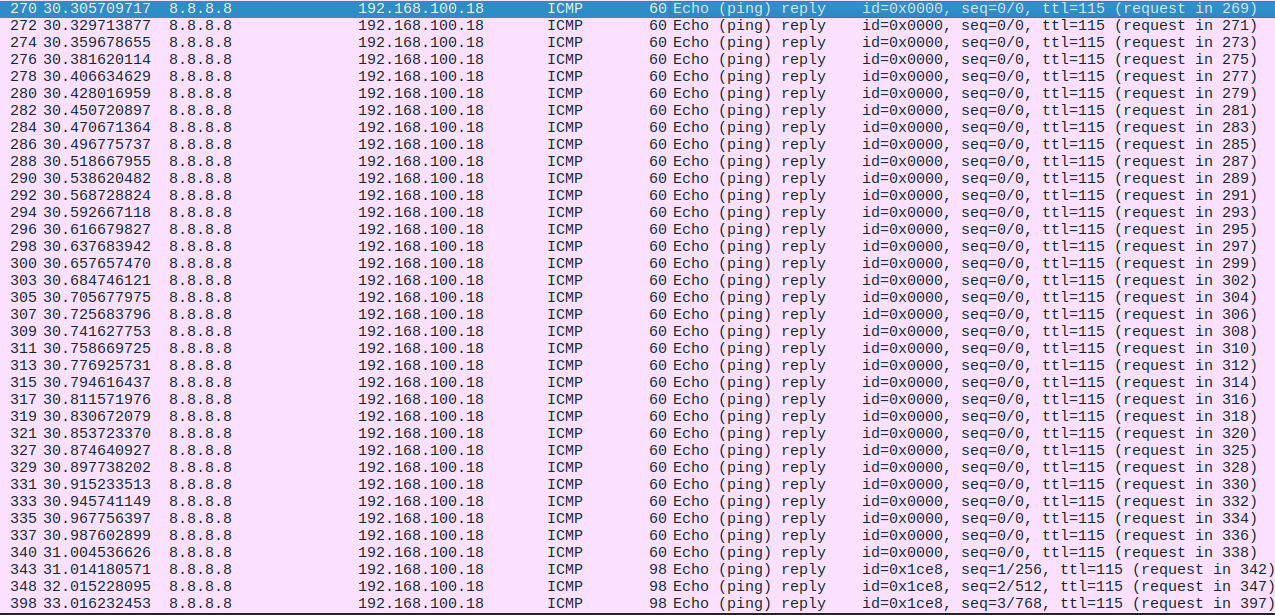 270 30.305709717 8.8.8.8 192.168.100.18 ICMP 60 Echo (ping) reply id=0x0000, seq=0/0, ttl=115 (request in 269)
272 30.329713877 8.8.8.8 192.168.100.18 ICMP 60 Echo (ping) reply id=0x0000, seq=0/0, ttl=115 (request in 271)
274 30.359678655 8.8.8.8 192.168.100.18 ICMP 60 Echo (ping) reply id=0x0000, seq=0/0, ttl=115 (request in 273)
276 30.381620114 8.8.8.8 192.168.100.18 ICMP 60 Echo (ping) reply id=0x0000, seq=0/0, ttl=115 (request in 275)
278 30.406634629 8.8.8.8 192.168.100.18 ICMP 60 Echo (ping) reply id=0x0000, seq=0/0, ttl=115 (request in 277)
280 30.428016959 8.8.8.8 192.168.100.18 ICMP 60 Echo (ping) reply id=0x0000, seq=0/0, ttl=115 (request in 279)
282 30.450720897 8.8.8.8 192.168.100.18 ICMP 60 Echo (ping) reply id=0x0000, seq=0/0, ttl=115 (request in 281)
284 30.470671364 8.8.8.8 192.168.100.18 ICMP 60 Echo (ping) reply id=0x0000, seq=0/0, ttl=115 (request in 283)
286 30.496775737 8.8.8.8 192.168.100.18 ICMP 60 Echo (ping) reply id=0x0000, seq=0/0, ttl=115 (request in 285)
288 30.518667955 8.8.8.8 192.168.100.18 ICMP 60 Echo (ping) reply id=0x0000, seq=0/0, ttl=115 (request in 287)
290 30.538620482 8.8.8.8 192.168.100.18 ICMP 60 Echo (ping) reply id=0x0000, seq=0/0, ttl=115 (request in 289)
292 30.568728824 8.8.8.8 192.168.100.18 ICMP 60 Echo (ping) reply id=0x0000, seq=0/0, ttl=115 (request in 291)
294 30.592667118 8.8.8.8 192.168.100.18 ICMP 60 Echo (ping) reply id=0x0000, seq=0/0, ttl=115 (request in 293)
296 30.616679827 8.8.8.8 192.168.100.18 ICMP 60 Echo (ping) reply id=0x0000, seq=0/0, ttl=115 (request in 295)
298 30.637683942 8.8.8.8 192.168.100.18 ICMP 60 Echo (ping) reply id=0x0000, seq=0/0, ttl=115 (request in 297)
300 30.657657470 8.8.8.8 192.168.100.18 ICMP 60 Echo (ping) reply id=0x0000, seq=0/0, ttl=115 (request in 299)
303 30.684746121 8.8.8.8 192.168.100.18 ICMP 60 Echo (ping) reply id=0x0000, seq=0/0, ttl=115 (request in 302)
305 30.705677975 8.8.8.8 192.168.100.18 ICMP 60 Echo (ping) reply id=0x0000, seq=0/0, ttl=115 (request in 304)
307 30.725683796 8.8.8.8 192.168.100.18 ICMP 60 Echo (ping) reply id=0x0000, seq=0/0, ttl=115 (request in 306)
309 30.741627753 8.8.8.8 192.168.100.18 ICMP 60 Echo (ping) reply id=0x0000, seq=0/0, ttl=115 (request in 308)
311 30.758669725 8.8.8.8 192.168.100.18 ICMP 60 Echo (ping) reply id=0x0000, seq=0/0, ttl=115 (request in 310)
313 30.776925731 8.8.8.8 192.168.100.18 ICMP 60 Echo (ping) reply id=0x0000, seq=0/0, ttl=115 (request in 312)
315 30.794616437 8.8.8.8 192.168.100.18 ICMP 60 Echo (ping) reply id=0x0000, seq=0/0, ttl=115 (request in 314)
317 30.811571976 8.8.8.8 192.168.100.18 ICMP 60 Echo (ping) reply id=0x0000, seq=0/0, ttl=115 (request in 316)
319 30.830672079 8.8.8.8 192.168.100.18 ICMP 60 Echo (ping) reply id=0x0000, seq=0/0, ttl=115 (request in 318)
321 30.853723370 8.8.8.8 192.168.100.18 ICMP 60 Echo (ping) reply id=0x0000, seq=0/0, ttl=115 (request in 320)
327 30.874640927 8.8.8.8 192.168.100.18 ICMP 60 Echo (ping) reply id=0x0000, seq=0/0, ttl=115 (request in 325)
329 30.897738202 8.8.8.8 192.168.100.18 ICMP 60 Echo (ping) reply id=0x0000, seq=0/0, ttl=115 (request in 328)
331 30.915233513 8.8.8.8 192.168.100.18 ICMP 60 Echo (ping) reply id=0x0000, seq=0/0, ttl=115 (request in 330)
333 30.945741149 8.8.8.8 192.168.100.18 ICMP 60 Echo (ping) reply id=0x0000, seq=0/0, ttl=115 (request in 332)
335 30.967756397 8.8.8.8 192.168.100.18 ICMP 60 Echo (ping) reply id=0x0000, seq=0/0, ttl=115 (request in 334)
337 30.987602899 8.8.8.8 192.168.100.18 ICMP 60 Echo (ping) reply id=0x0000, seq=0/0, ttl=115 (request in 336)
340 31.004536626 8.8.8.8 192.168.100.18 ICMP 60 Echo (ping) reply id=0x0000, seq=0/0, ttl=115 (request in 338)
343 31.014180571 8.8.8.8 192.168.100.18 ICMP 98 Echo (ping) reply id=0x1ce8, seq=1/256, ttl=115 (request in 342)
348 32.015228095 8.8.8.8 192.168.100.18 ICMP 98 Echo (ping) reply id=0x1ce8, seq=2/512, ttl=115 (request in 347)
398 33.016232453 8.8.8.8 192.168.100.18 ICMP 98 Echo (ping) reply id=0x1ce8, seq=3/768, ttl=115 (request in 397)